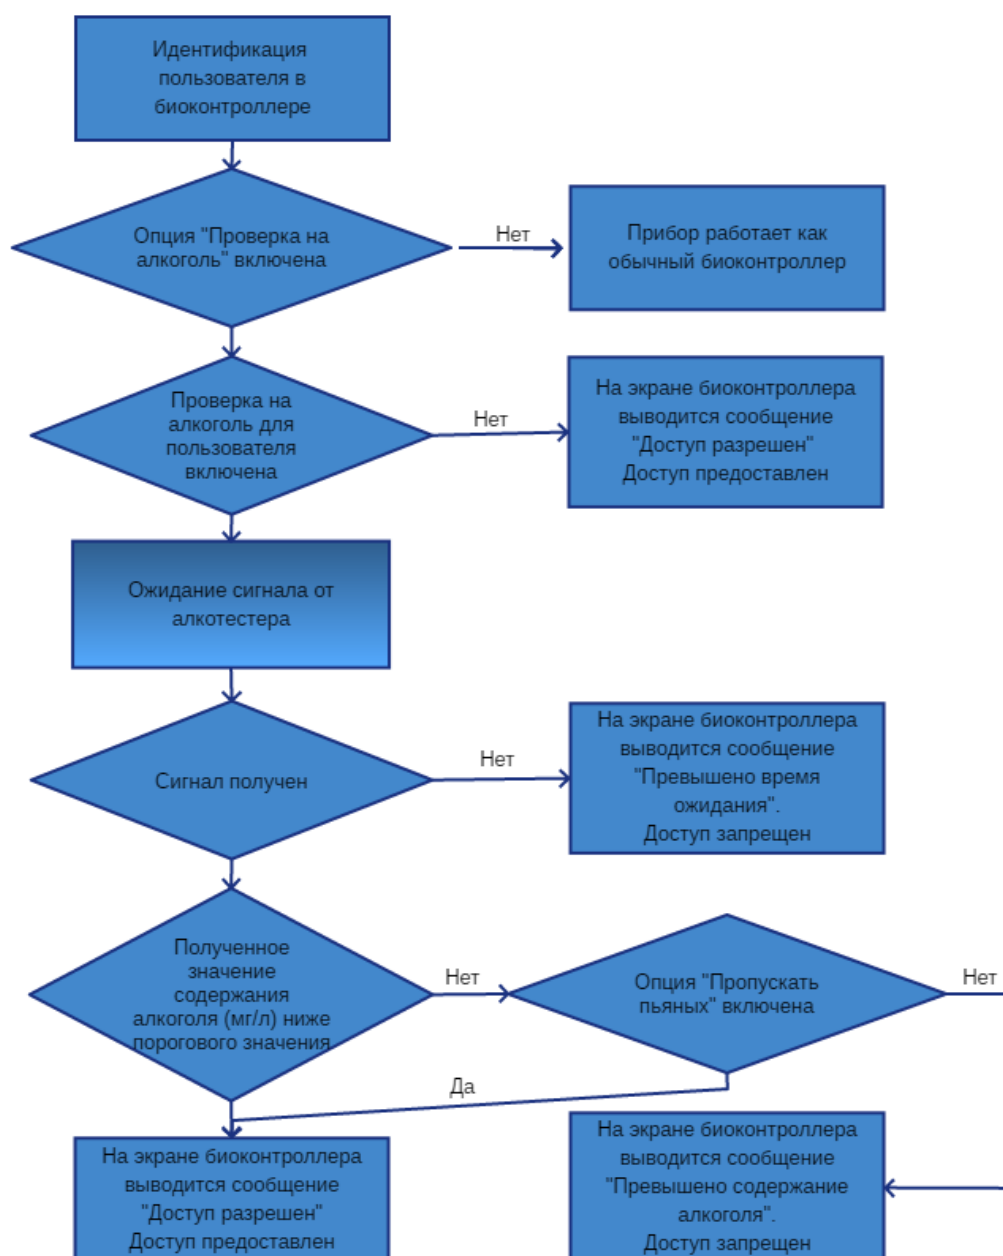 Идентификация
пользователя в
биоконтроллере
Опция "Проверка на
алкоголь" включена
Нет
Прибор работает как
обычный биоконтроллер
Проверка на
алкоголь для
пользователя
включена
Нет
На экране биоконтроллера
выводится сообщение
"Доступ разрешен"
Доступ предоставлен
Ожидание сигнала от
алкотестера
Сигнал получен
Нет
На экране биоконтроллера
выводится сообщение
"Превышено время
ожидания".
Доступ запрещен
Полученное
значение
содержания
алкоголя (мг/л) ниже
порогового значения
Нет
Опция "Пропускать
пьяных" включена
Нет
Да
На экране биоконтроллера
выводится сообщение
"Доступ разрешен"
Доступ предоставлен
На экране биоконтроллера
выводится сообщение
"Превышено содержание
алкоголя".
Доступ запрещен